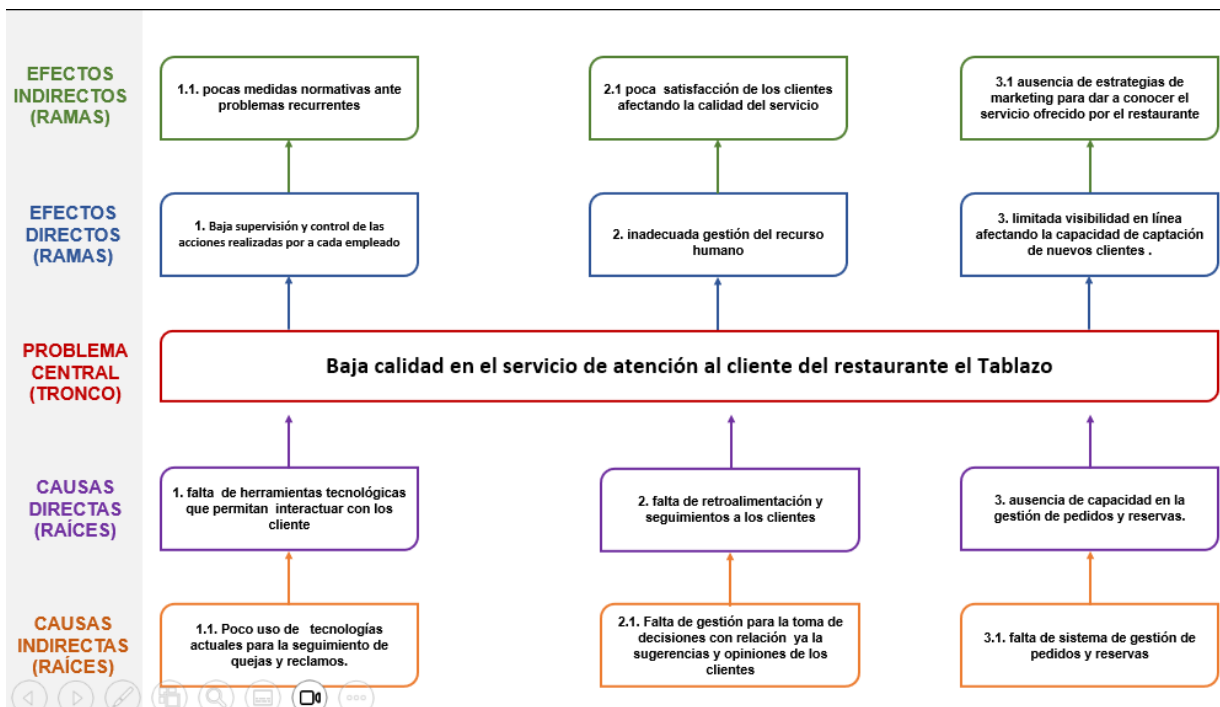 EFECTOS
INDIRECTOS
(RAMAS)
1.1. pocas medidas normativas ante
problemas recurrentes
2.1 poca satisfacción de los clientes
afectando la calidad del servicio
3.1 ausencia de estrategias de
marketing para dar a conocer el
servicio ofrecido por el restaurante
EFECTOS
DIRECTOS
(RAMAS)
1. Baja supervisión y control de las
acciones realizadas por a cada empleado
2. inadecuada gestión del recurso
humano
3. limitada visibilidad en línea
afectando la capacidad de captación
de nuevos clientes .
PROBLEMA
CENTRAL
(TRONCO)
Baja calidad en el servicio de atención al cliente del restaurante el Tablazo
CAUSAS
DIRECTAS
(RAÍCES)
1. falta de herramientas tecnológicas
que permitan interactuar con los
cliente
2. falta de retroalimentación y
seguimientos a los clientes
3. ausencia de capacidad en la
gestión de pedidos y reservas.
CAUSAS
INDIRECTAS
(RAÍCES)
1.1. Poco uso de tecnologías
actuales para la seguimiento de
quejas y reclamos.
2.1. Falta de gestión para la toma de
decisiones con relación ya la
sugerencias y opiniones de los
clientes
3.1. falta de sistema de gestión de
pedidos y reservas